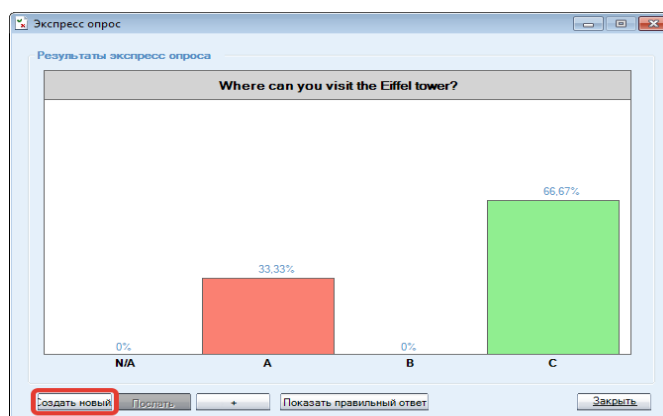 Экспресс опрос
Результаты экспресс опроса
Where can you visit the Eiffel tower?
66,67%
33,33%
0%
0%
N/A A B C
Создать новый Послать + Показать правильный ответ Закрыть